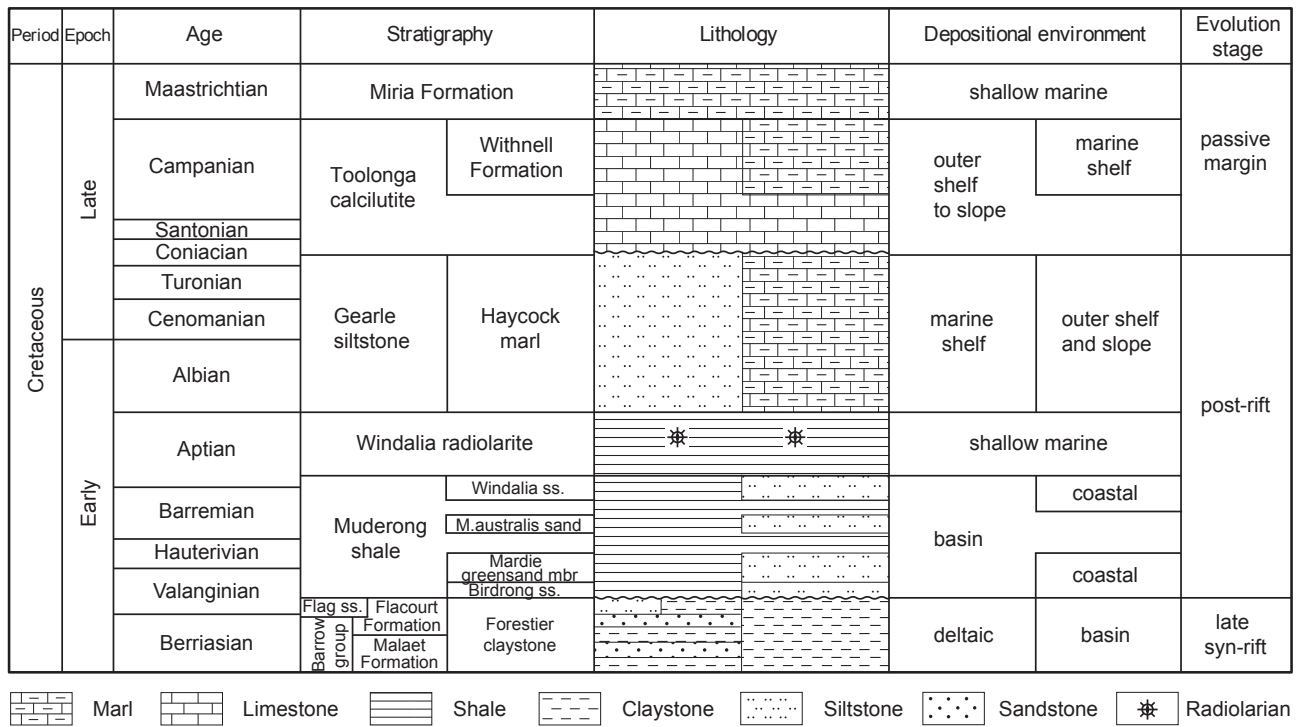 Period Epoch Age Stratigraphy Lithology Depositional environment Evolution
stage
Cretaceous
Late
Early
Maastrichtian
Campanian
Santonian
Coniacian
Turonian
Cenomanian
Albian
Aptian
Barremian
Hauterivian
Valanginian
Berriasian
Miria Formation
Toolonga
calcilutite
Withnell
Formation
Gearle
siltstone
Haycock
marl
Windalia radiolarite
Muderong
shale
Windalia ss.
M.australis sand
Mardie
greensand mbr
Birdrong ss.
Flag ss.
Barrow
group
Flacourt
Formation
Malaet
Formation
Forestier
claystone
shallow marine
outer
shelf
to slope
marine
shelf
marine
shelf
outer shelf
and slope
shallow marine
basin
coastal
coastal
deltaic
basin
passive
margin
post-rift
late
syn-rift
Marl Limestone Shale Claystone Siltstone Sandstone Radiolarian